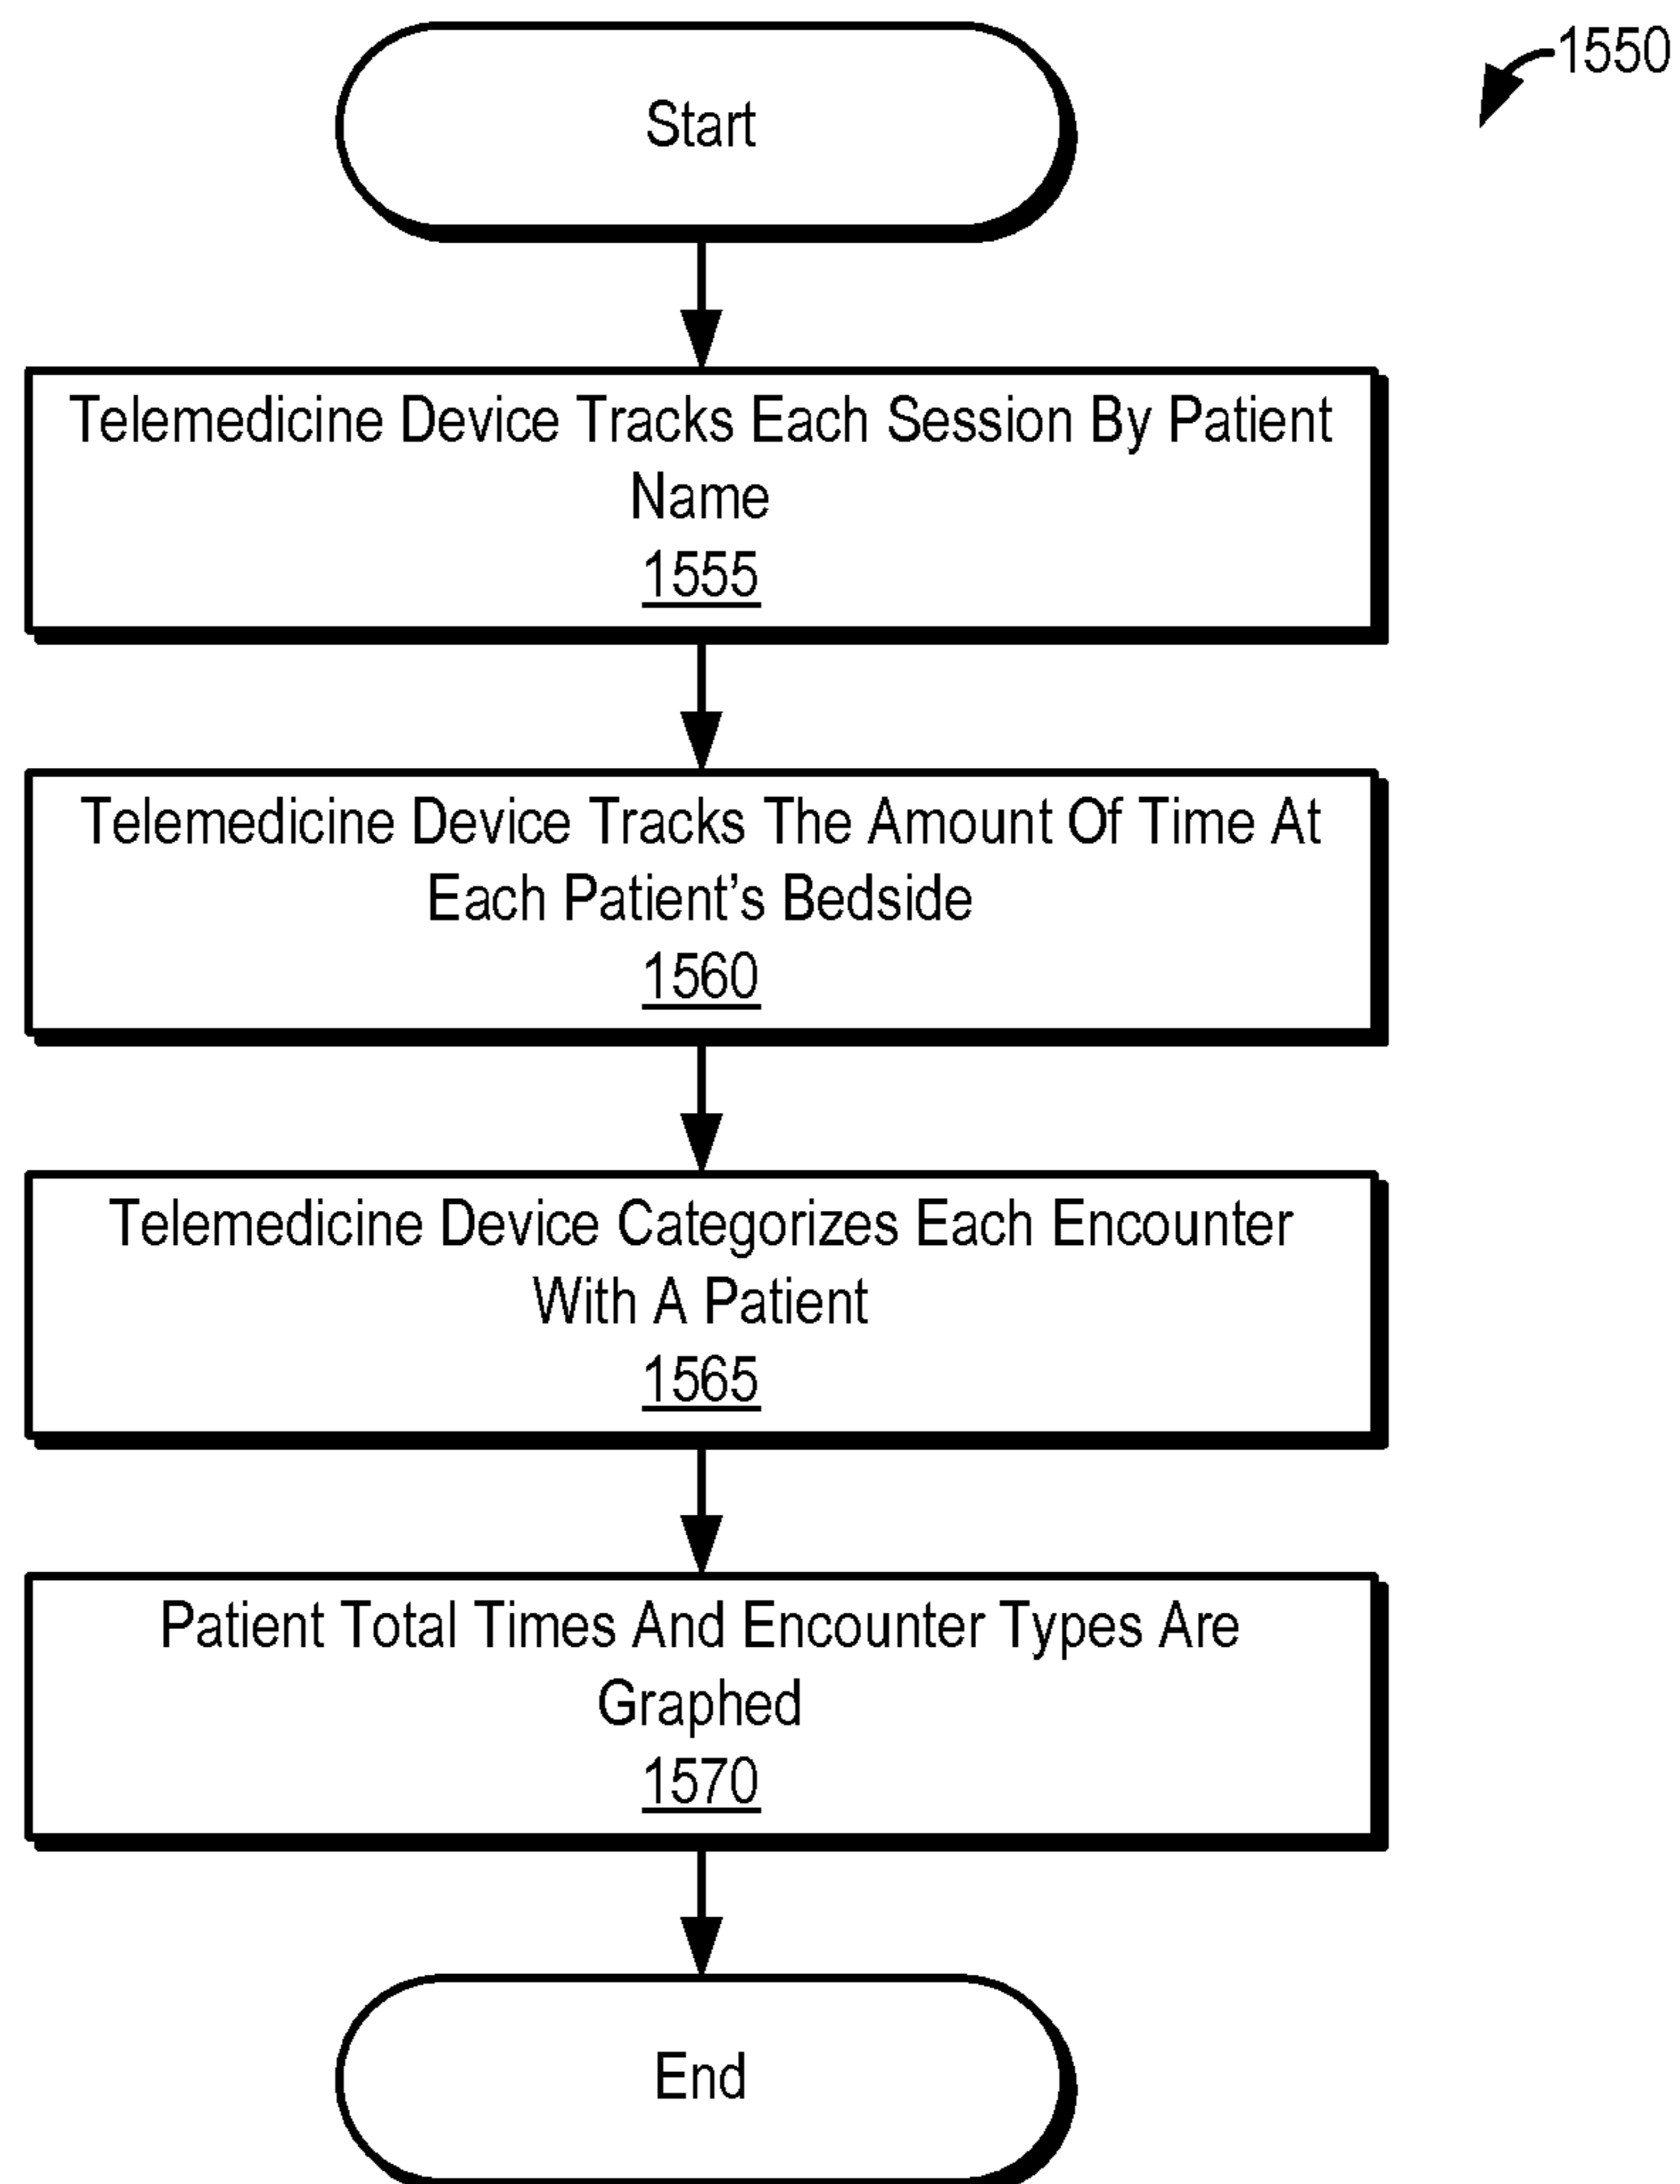 1550
Start
Telemedicine Device Tracks Each Session By Patient
Name
1555
Telemedicine Device Tracks The Amount Of Time At
Each Patient’s Bedside
1560
Telemedicine Device Categorizes Each Encounter
With A Patient
1565
Patient Total Times And Encounter Types Are
Graphed
1570
End